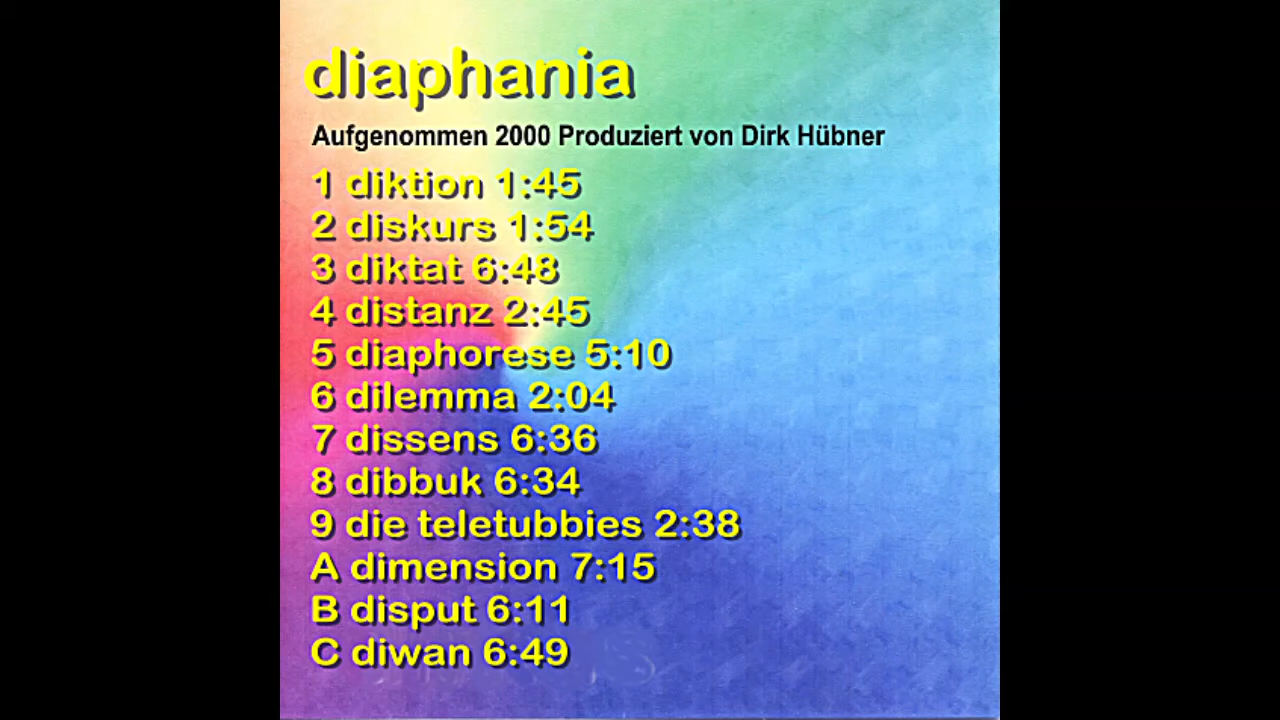 diaphania
Aufgenommen 2000 Produziert von Dirk Hübner
1 diktion 1:45
2 diskurs 1:54
3 diktat 6:48
4 distanz 2:45
5 diaphorese 5:10
6 dilemma 2:04
7 dissens 6:36
8 dibbuk 6:34
9 die teletubbies 2:38
A dimension 7:15
B disput 6:11
C diwan 6:49